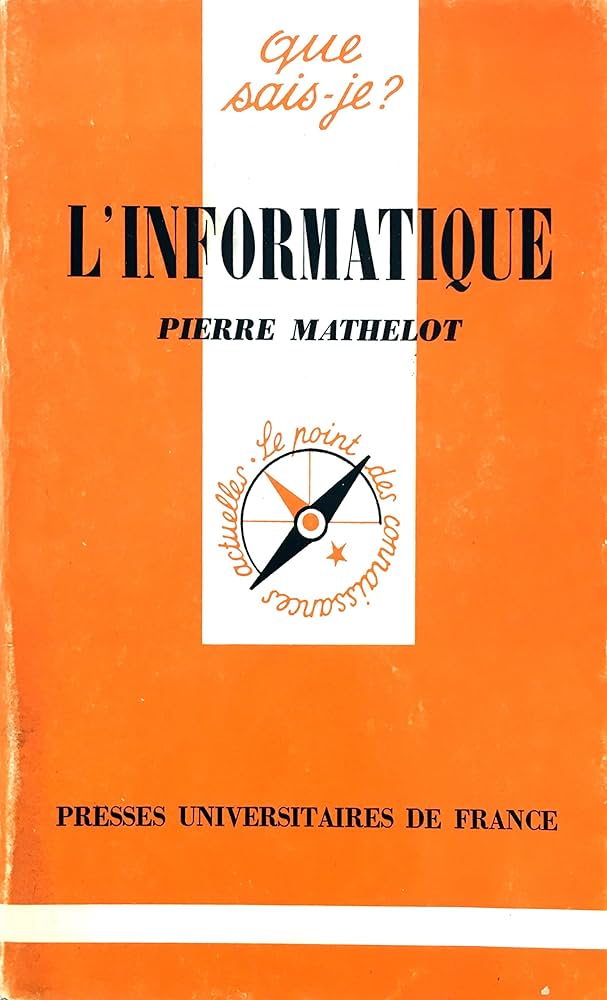 que
sais-je?
L'INFORMATIQUE
PIERRE MATHELOT
Le point des connaissances actuelles.
PRESSES UNIVERSITAIRES DE FRANCE